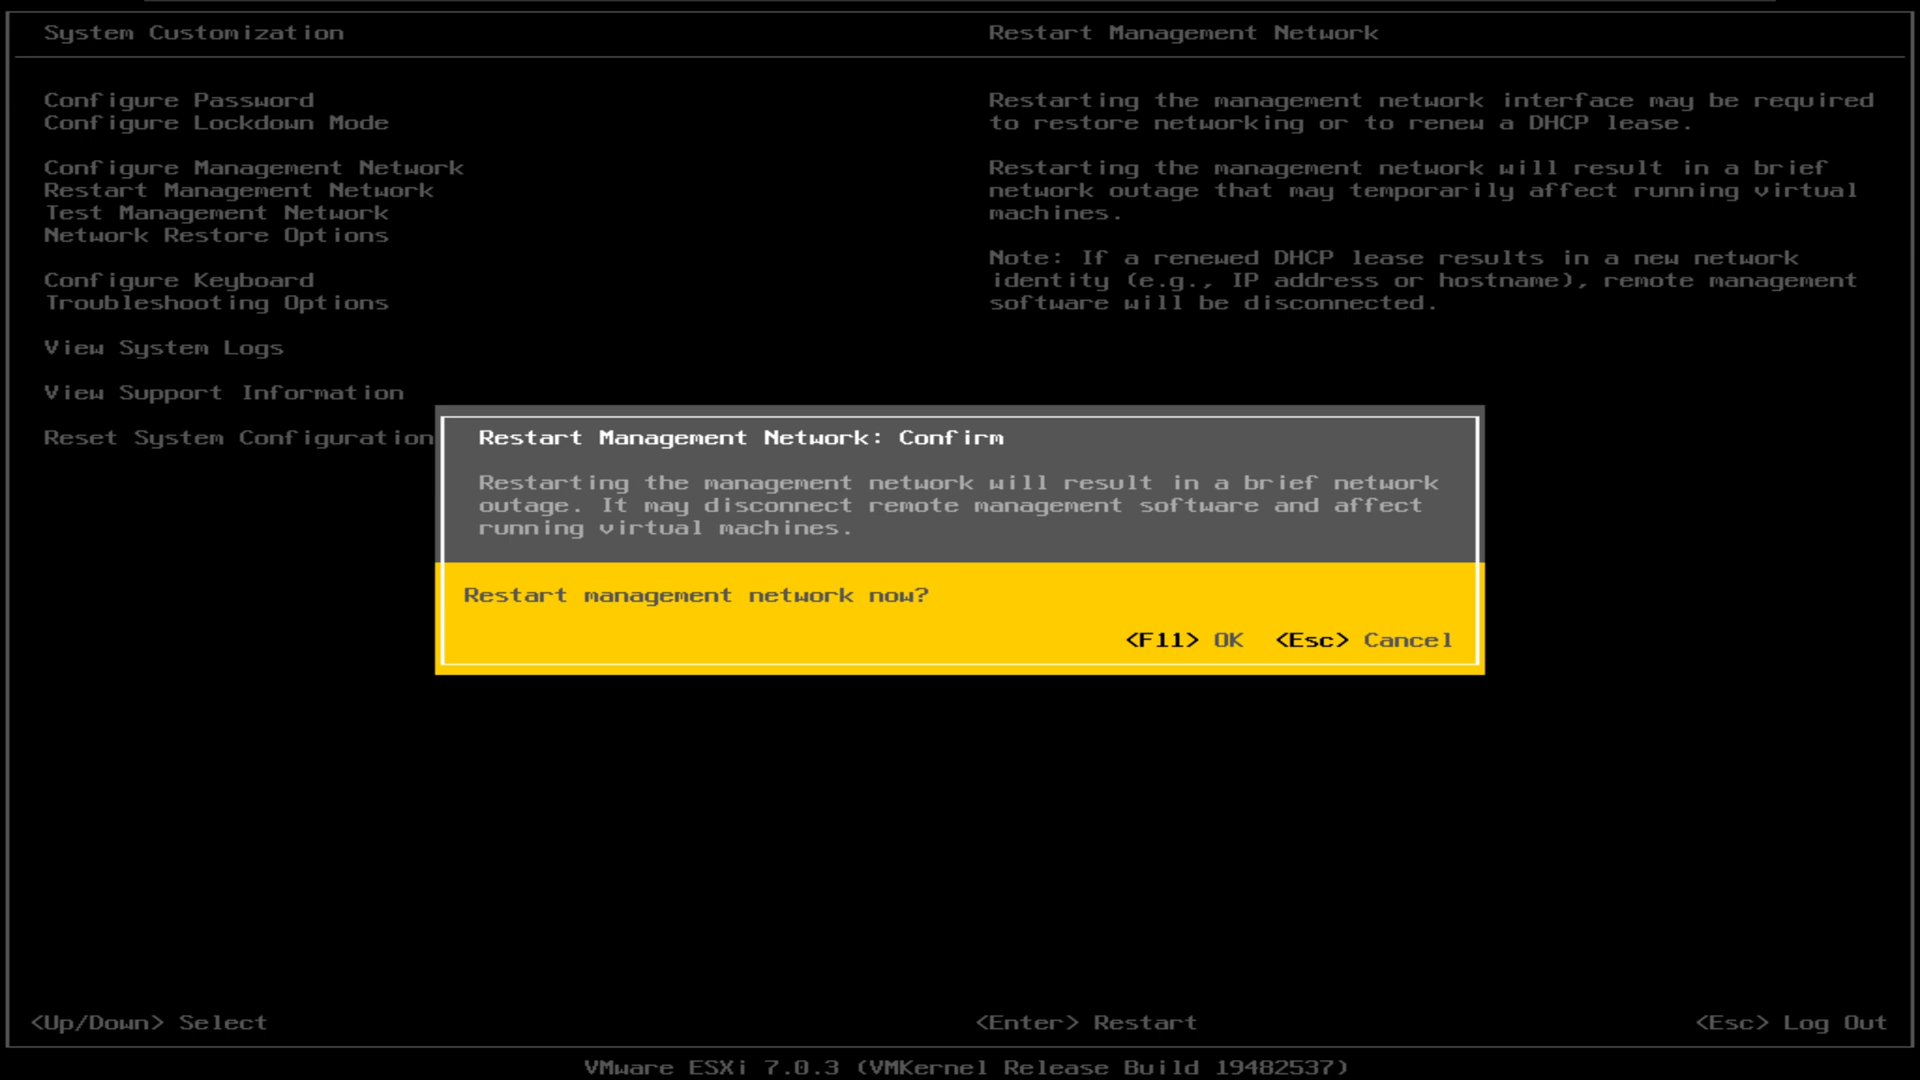 System Customization
Restart Management Network
Configure Password
Configure Lockdown Mode
Configure Management Network
Restart Management Network
Test Management Network
Network Restore Options
Configure Keyboard
Troubleshooting Options
View System Logs
View Support Information
Reset System Configuration
Restarting the management network interface may be required
to restore networking or to renew a DHCP lease.
Restarting the management network will result in a brief
network outage that may temporarily affect running virtual
machines.
Note: If a renewed DHCP lease results in a new network
identity (e.g., IP address or hostname), remote management
software will be disconnected.
Restart Management Network: Confirm
Restarting the management network will result in a brief network
outage. It may disconnect remote management software and affect
running virtual machines.
Restart management network now?
<F11> OK <Esc> Cancel
<Up/Down> Select
<Enter> Restart
<Esc> Log Out
VMware ESXi 7.0.3 (VMKernel Release Build 19482537)